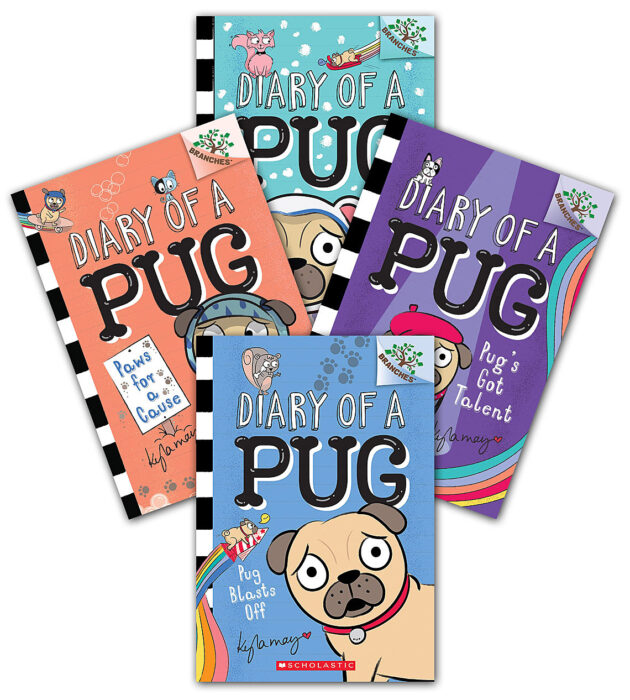 BRANCHES
DIARY OF A
PUG
BRANCHES
DIARY OF A
PUG
Paws
for a
Cause
Kyla May
BRANCHES
DIARY OF A
PUG
Pug's
Got
Talent
Kyla May
BRANCHES
DIARY OF A
PUG
Pug
Blasts
Off
Kyla May
SCHOLASTIC